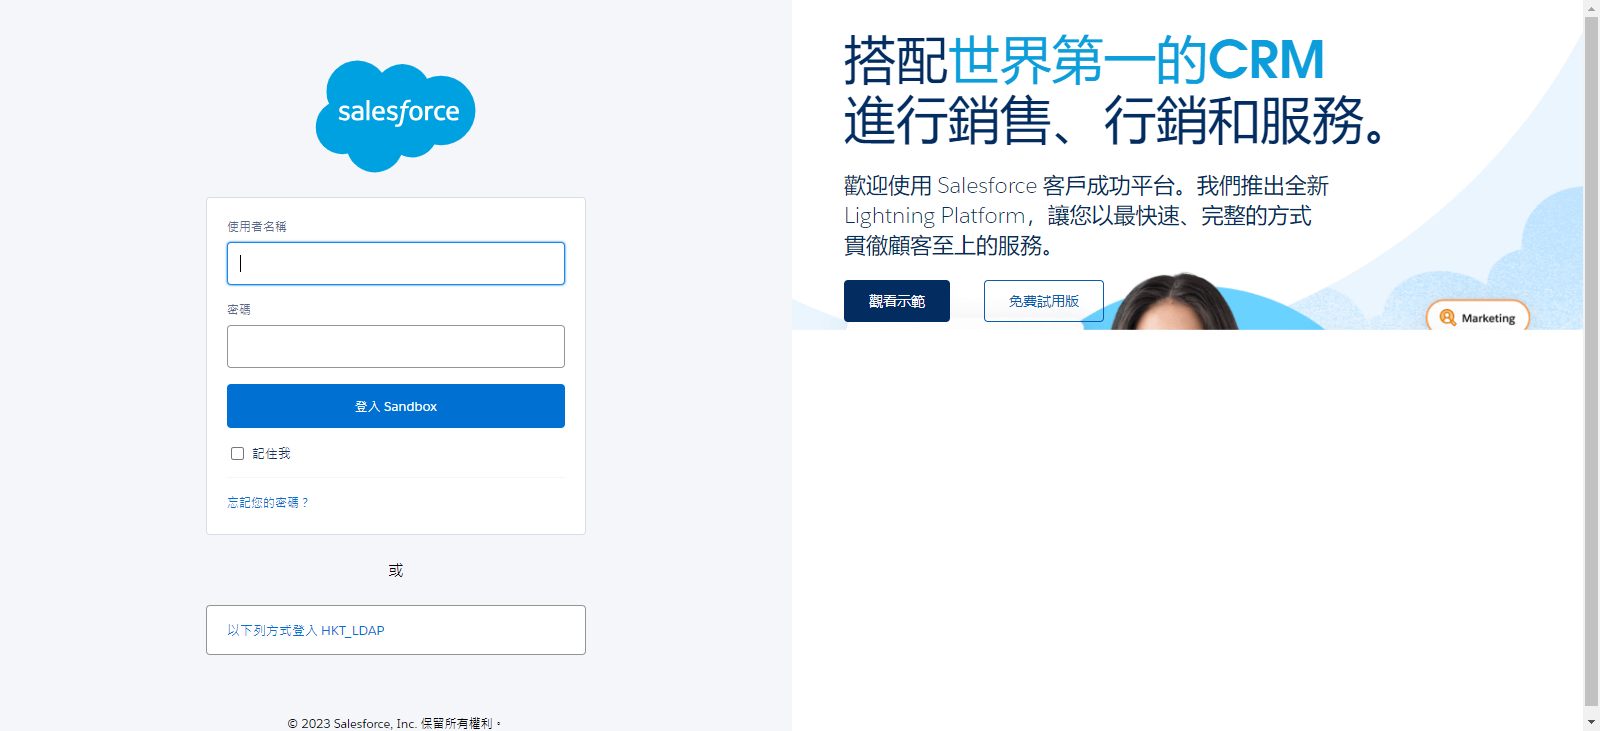 salesforce
使用者名稱
密碼
登入 Sandbox
記住我
忘記您的密碼？
或
以下列方式登入 HKT_LDAP
© 2023 Salesforce, Inc. 保留所有權利。
搭配世界第一的CRM
進行銷售、行銷和服務。
歡迎使用 Salesforce 客戶成功平台。我們推出全新
Lightning Platform，讓您以最快速、完整的方式
貫徹顧客至上的服務。
觀看示範
免費試用版
Marketing